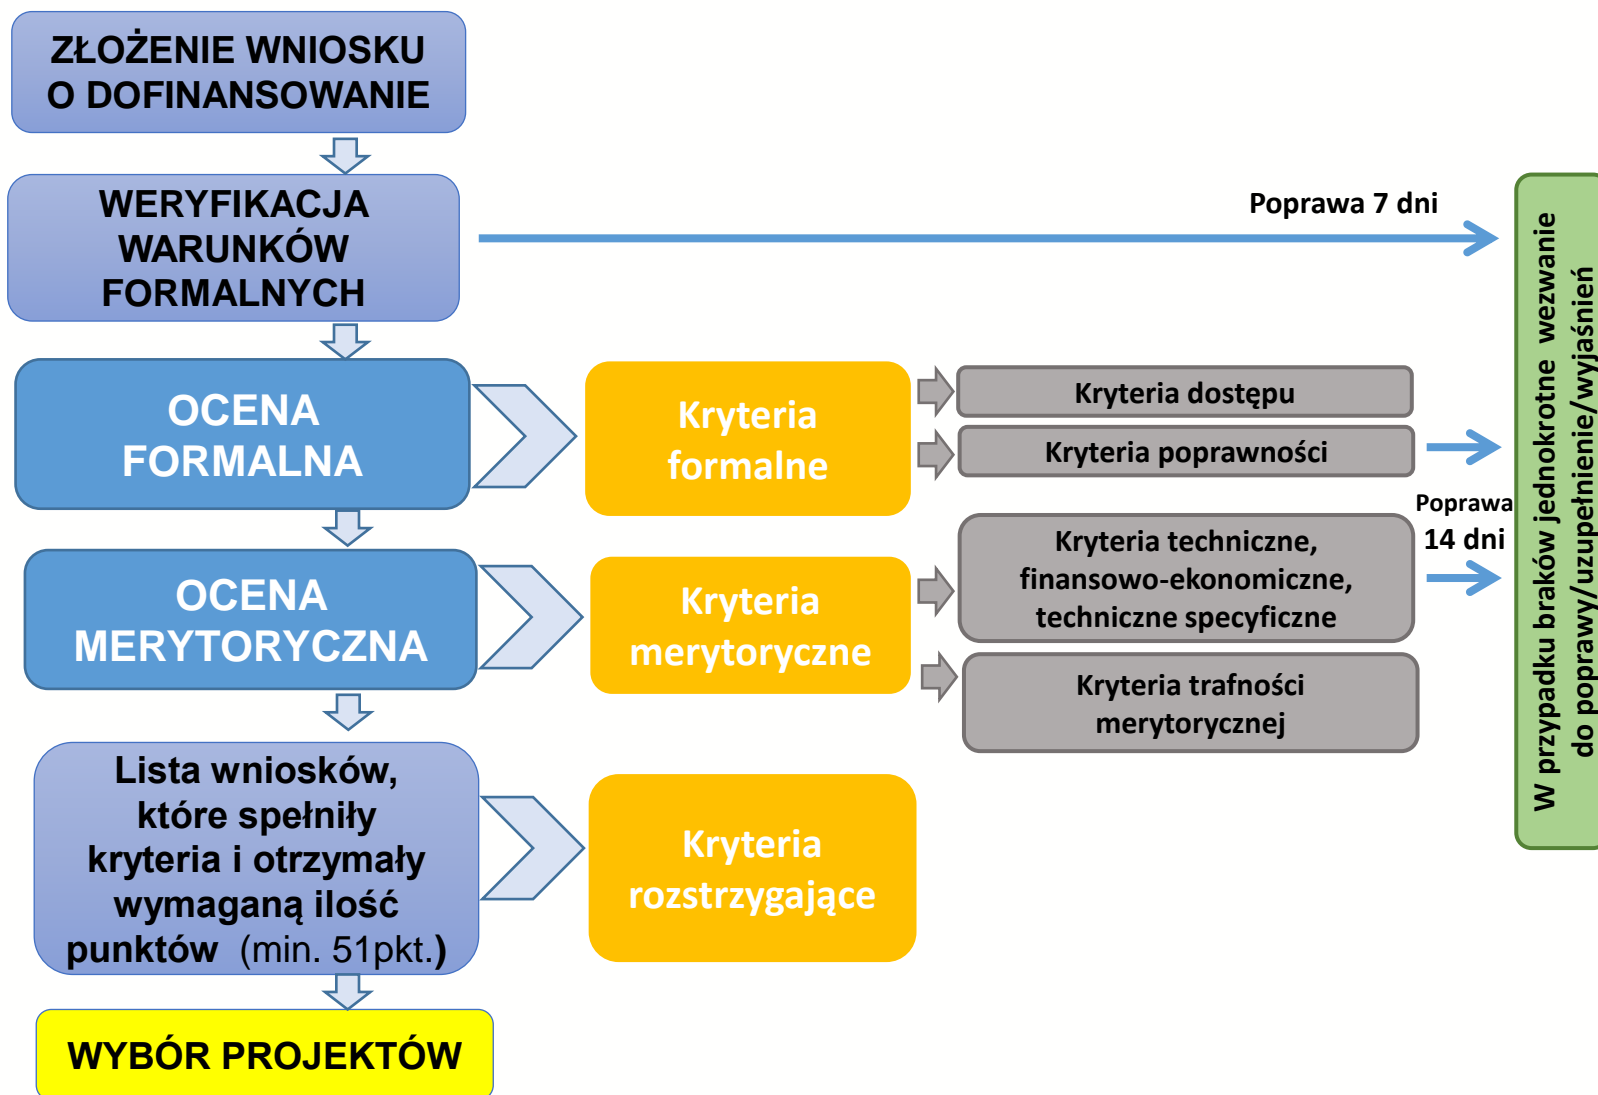 ZŁOŻENIE WNIOSKU
O DOFINANSOWANIE
WERYFIKACJA
WARUNKÓW
FORMALNYCH
Poprawa 7 dni
OCENA
FORMALNA
Kryteria
formalne
Kryteria dostępu
Kryteria poprawności
OCENA
MERYTORYCZNA
Kryteria
merytoryczne
Kryteria techniczne,
finansowo-ekonomiczne,
techniczne specyficzne
Poprawa
14 dni
Kryteria trafności
merytorycznej
Lista wniosków,
które spełniły
kryteria i otrzymały
wymaganą ilość
punktów (min. 51pkt.)
Kryteria
rozstrzygające
WYBÓR PROJEKTÓW
W przypadku braków jednokrotne wezwanie
do poprawy/uzupełnienie/wyjaśnień